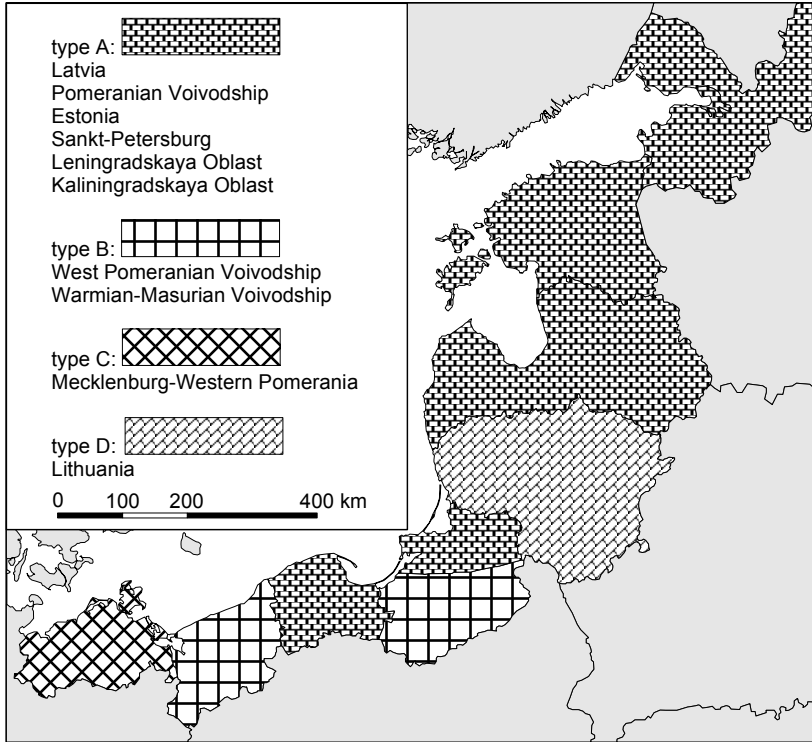 type A:
Latvia
Pomeranian Voivodship
Estonia
Sankt-Petersburg
Leningradskaya Oblast
Kaliningradskaya Oblast
type B:
West Pomeranian Voivodship
Warmian-Masurian Voivodship
type C:
Mecklenburg-Western Pomerania
type D:
Lithuania
0 100 200 400 km